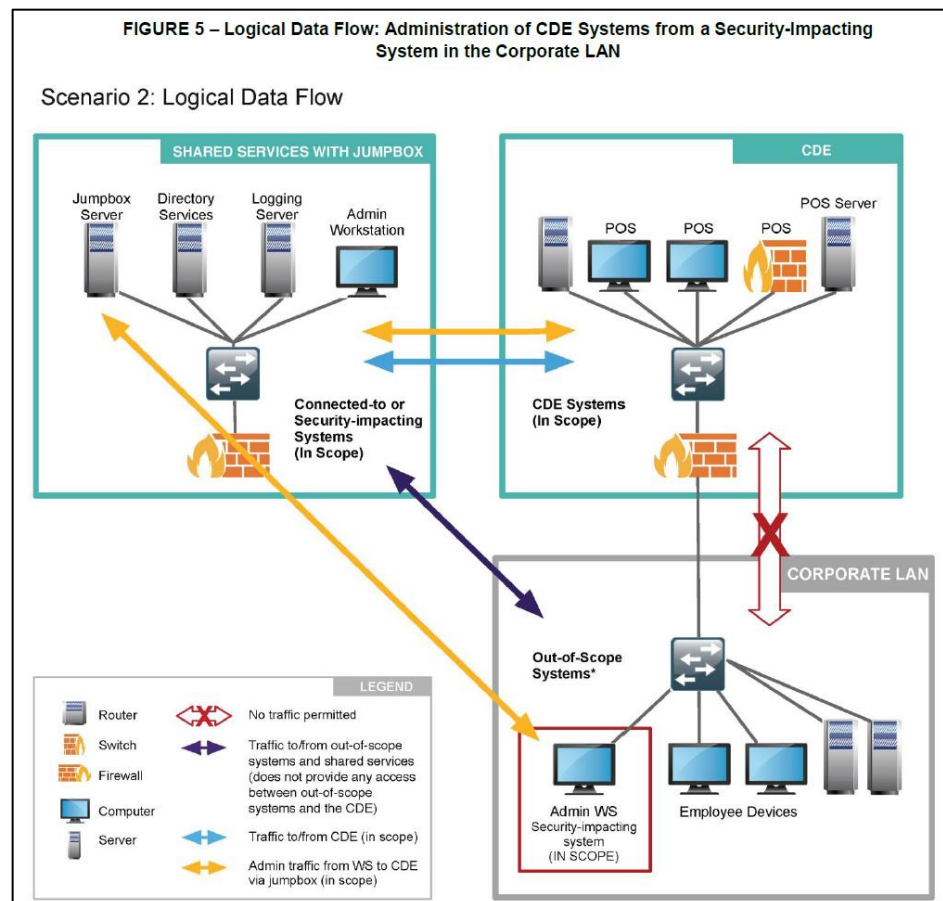 FIGURE 5 – Logical Data Flow: Administration of CDE Systems from a Security-Impacting
System in the Corporate LAN
Scenario 2: Logical Data Flow
SHARED SERVICES WITH JUMPBOX
Jumpbox
Server
Directory
Services
Logging
Server
Admin
Workstation
Connected-to or
Security-impacting
Systems
(In Scope)
CDE
POS
POS
POS
POS Server
CDE Systems
(In Scope)
CORPORATE LAN
Out-of-Scope
Systems*
Admin WS
Security-impacting
system
(IN SCOPE)
Employee Devices
LEGEND
Router
Switch
Firewall
Computer
Server
No traffic permitted
Traffic to/from out-of-scope
systems and shared services
(does not provide any access
between out-of-scope
systems and the CDE)
Traffic to/from CDE (in scope)
Admin traffic from WS to CDE
via jumpbox (in scope)